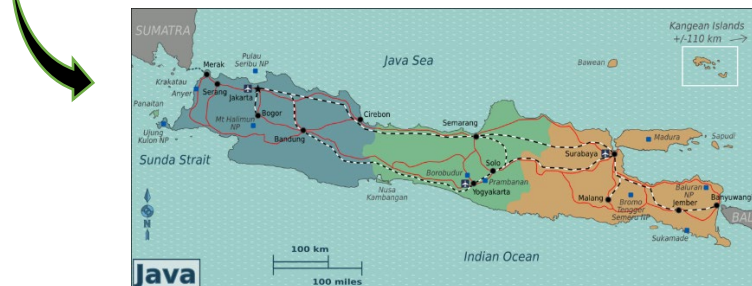 SUMATRA
Kangean Islands
+/-110 km
Pulau
Seribu NP
Java Sea
Bawean
Merak
Krakatau
Anyer
Serang
Jakarta
Panaitan
Bogor
Cirebon
Semarang
Mt Halimun
NP
Ujung
Kulon NP
Bandung
Madura
Sapudi
Sunda Strait
Surabaya
Solo
Borobudur
Prambanan
Yogyakarta
Nusa
Kambangan
Malang
Bromo
Tengger
Semeru NP
Baluran
NP
Banyuwangi
Jember
BAL
N
Sukamade
100 km
100 miles
Indian Ocean
Java